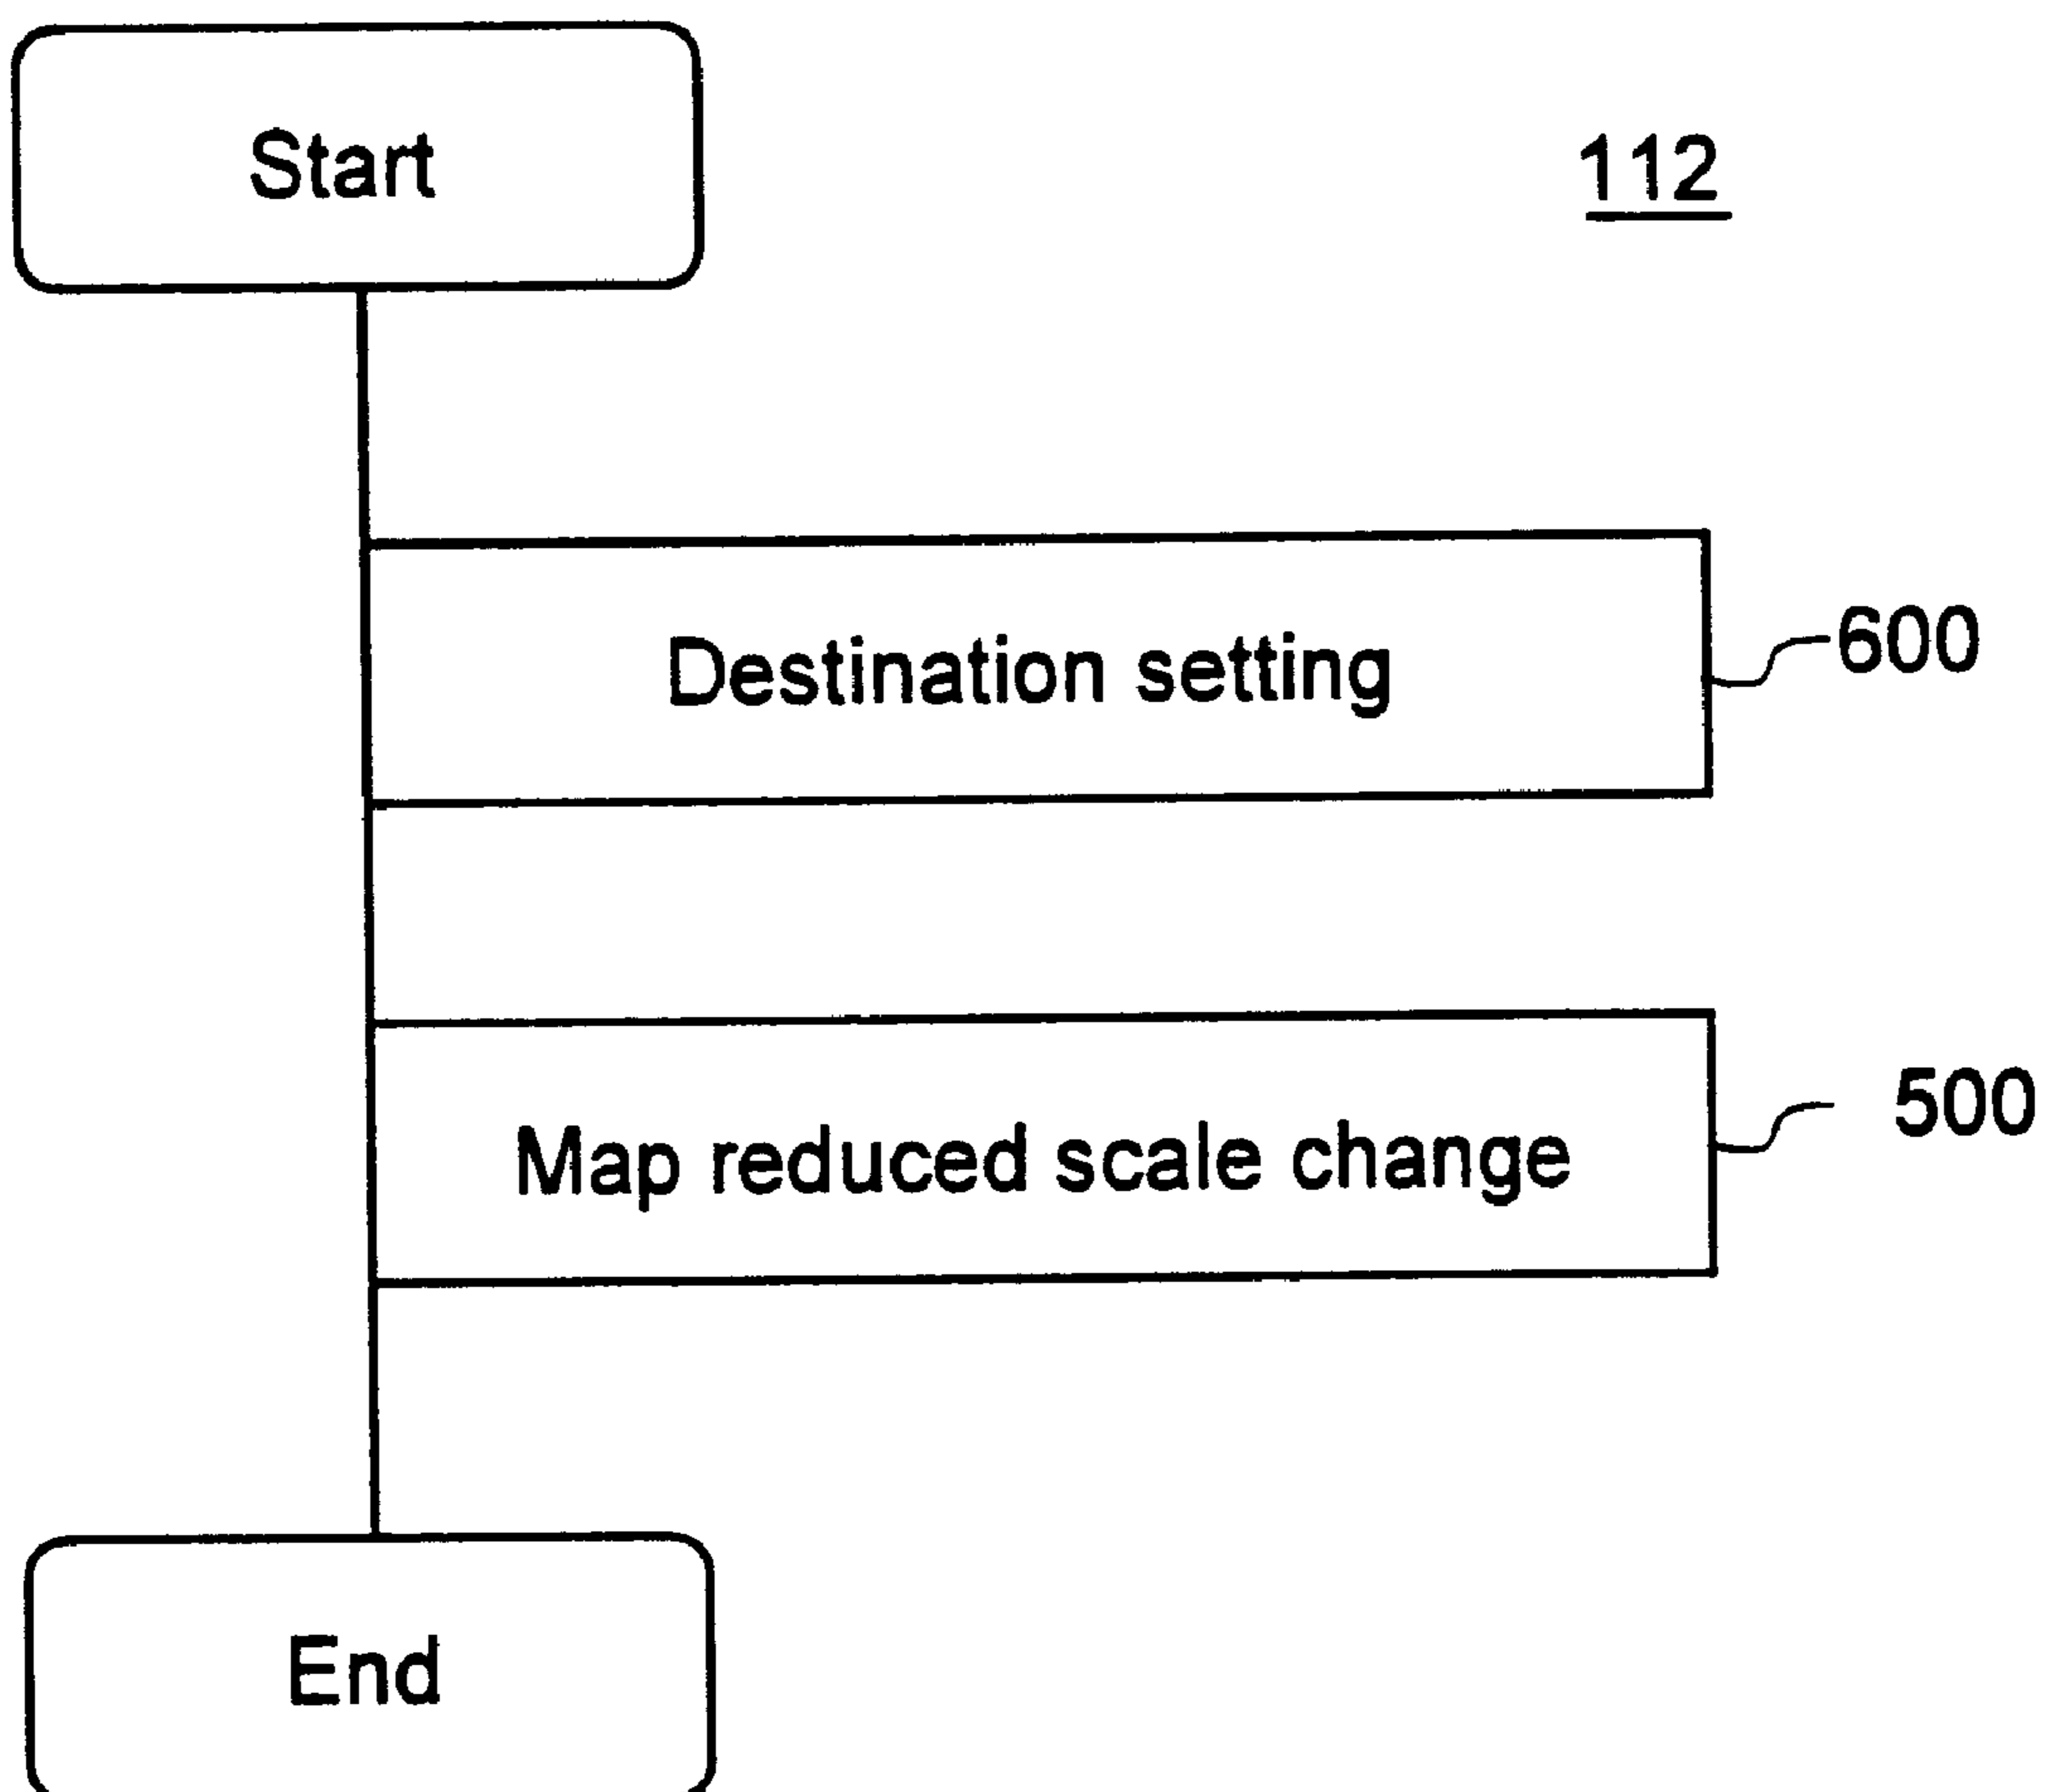 Start
112
Destination setting
600
Map reduced scale change
500
End